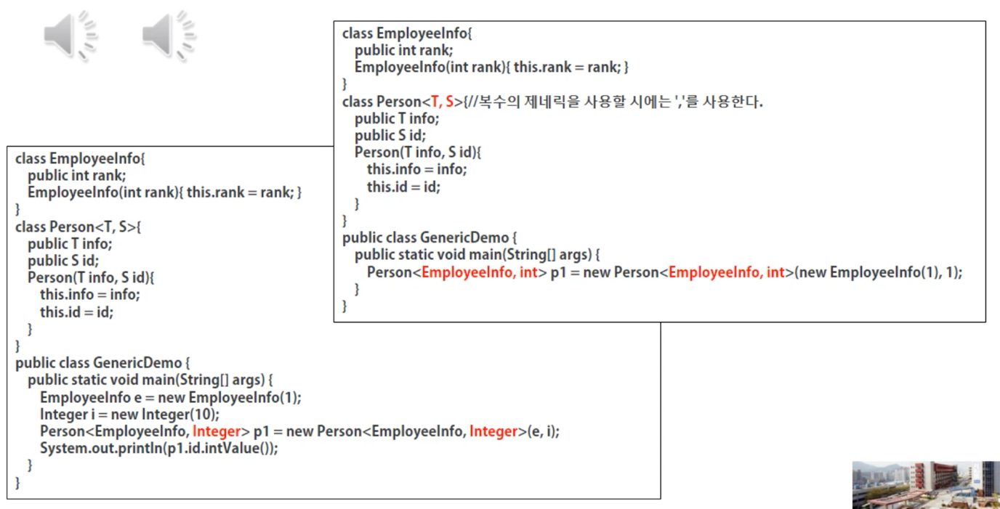 class EmployeeInfo{
public int rank;
EmployeeInfo(int rank){ this.rank = rank; }
}
class Person<T, S>{//복수의 제네릭을 사용할 시에는 ','를 사용한다.
public T info;
public S id;
Person(T info, S id){
this.info = info;
this.id = id;
}
}
public class GenericDemo {
public static void main(String[] args) {
Person<EmployeeInfo, int> p1 = new Person<EmployeeInfo, int>(new EmployeeInfo(1), 1);
}
}
class EmployeeInfo{
public int rank;
EmployeeInfo(int rank){ this.rank = rank; }
}
class Person<T, S>{
public T info;
public S id;
Person(T info, S id){
this.info = info;
this.id = id;
}
}
public class GenericDemo {
public static void main(String[] args) {
EmployeeInfo e = new EmployeeInfo(1);
Integer i = new Integer(10);
Person<EmployeeInfo, Integer> p1 = new Person<EmployeeInfo, Integer>(e, i);
System.out.println(p1.id.intValue());
}
}